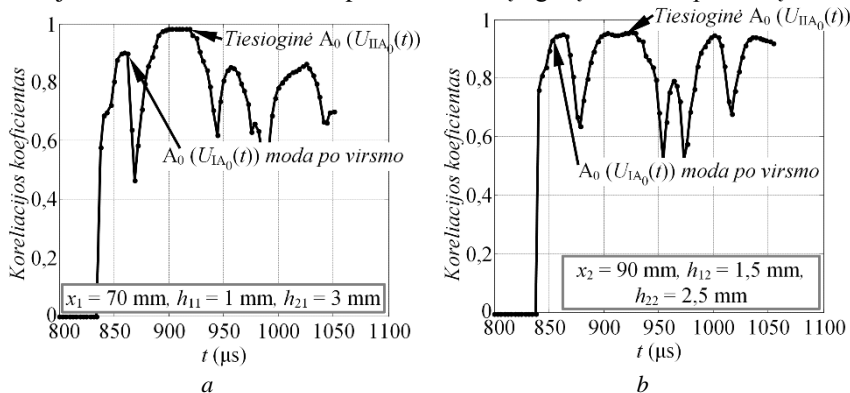 Koreliacijos koeficientas
1
0,8
0,6
0,4
0,2
0
Tiesioginė A₀ (U_IIA₀(t))
A₀ (U_IA₀(t)) moda po virsmo
x₁ = 70 mm, h₁₁ = 1 mm, h₂₁ = 3 mm
800 850 900 950 1000 1050 1100
t (μs)
a
Koreliacijos koeficientas
1
0,8
0,6
0,4
0,2
0
Tiesioginė A₀ (U_IIA₀(t))
A₀ (U_IA₀(t)) moda po virsmo
x₂ = 90 mm, h₁₂ = 1,5 mm,
h₂₂ = 2,5 mm
800 850 900 950 1000 1050 1100
t (μs)
b